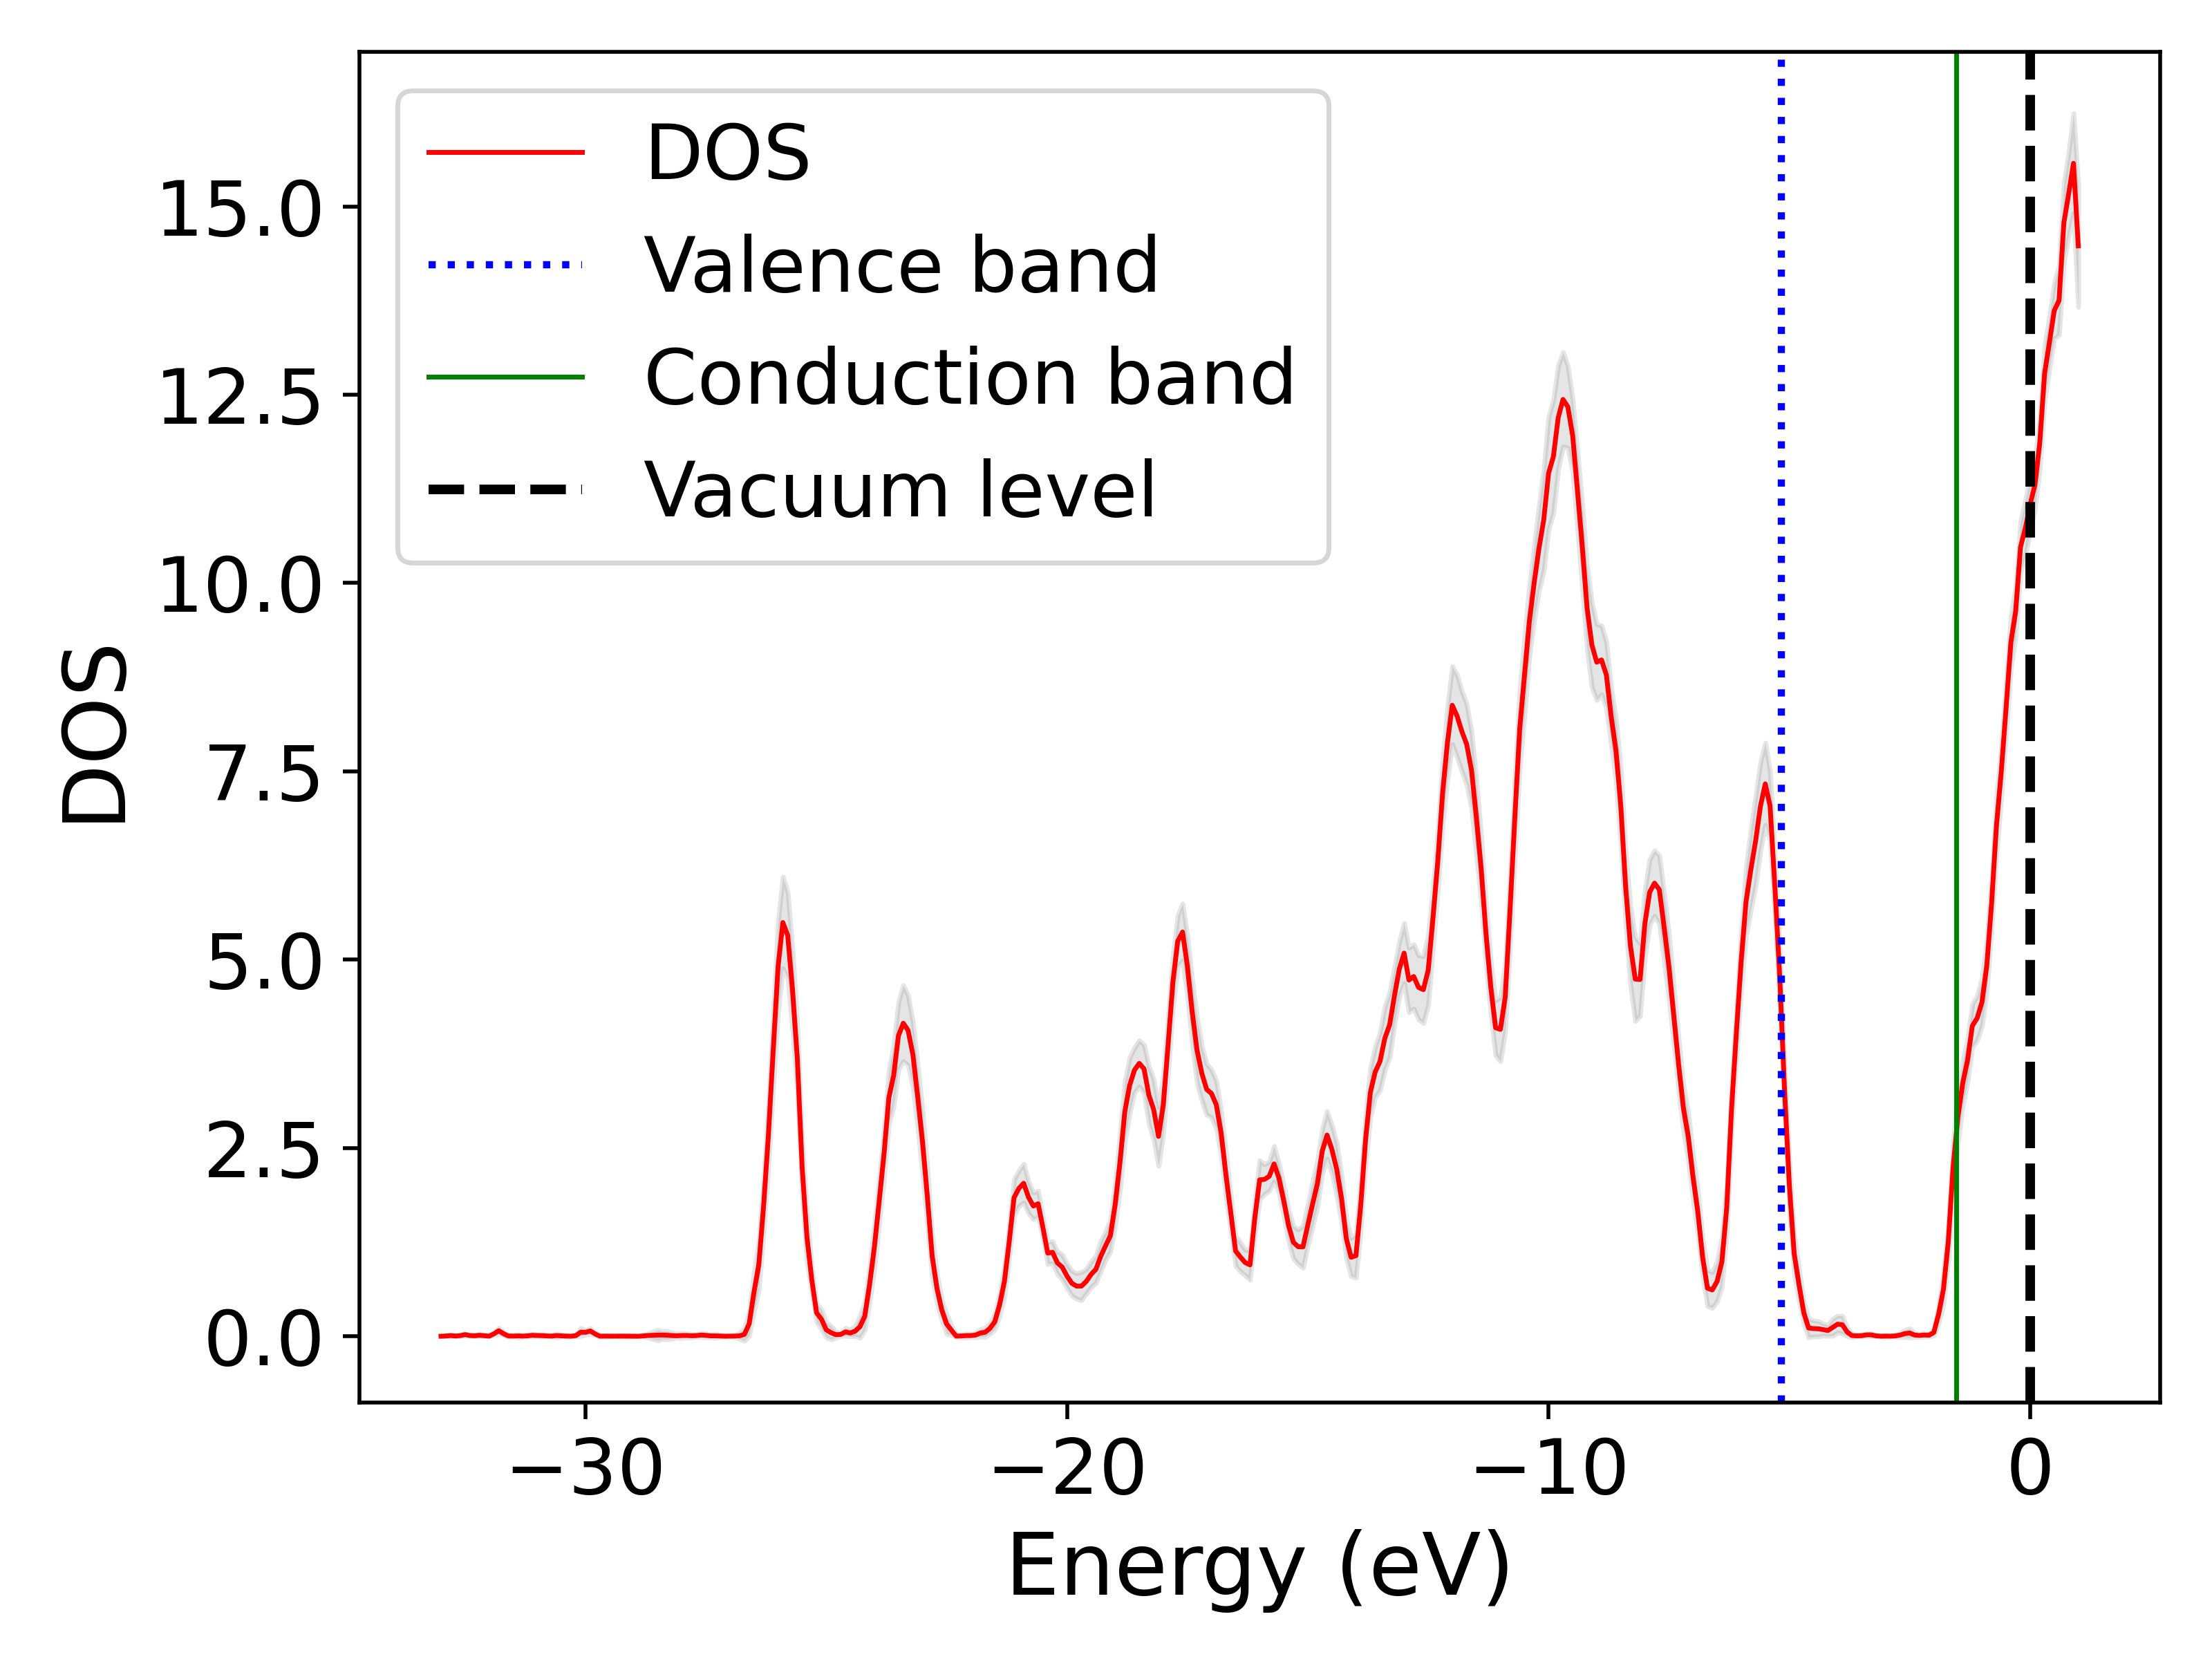 DOS
Valence band
Conduction band
Vacuum level
15.0
12.5
10.0
7.5
5.0
2.5
0.0
DOS
−30
−20
−10
0
Energy (eV)